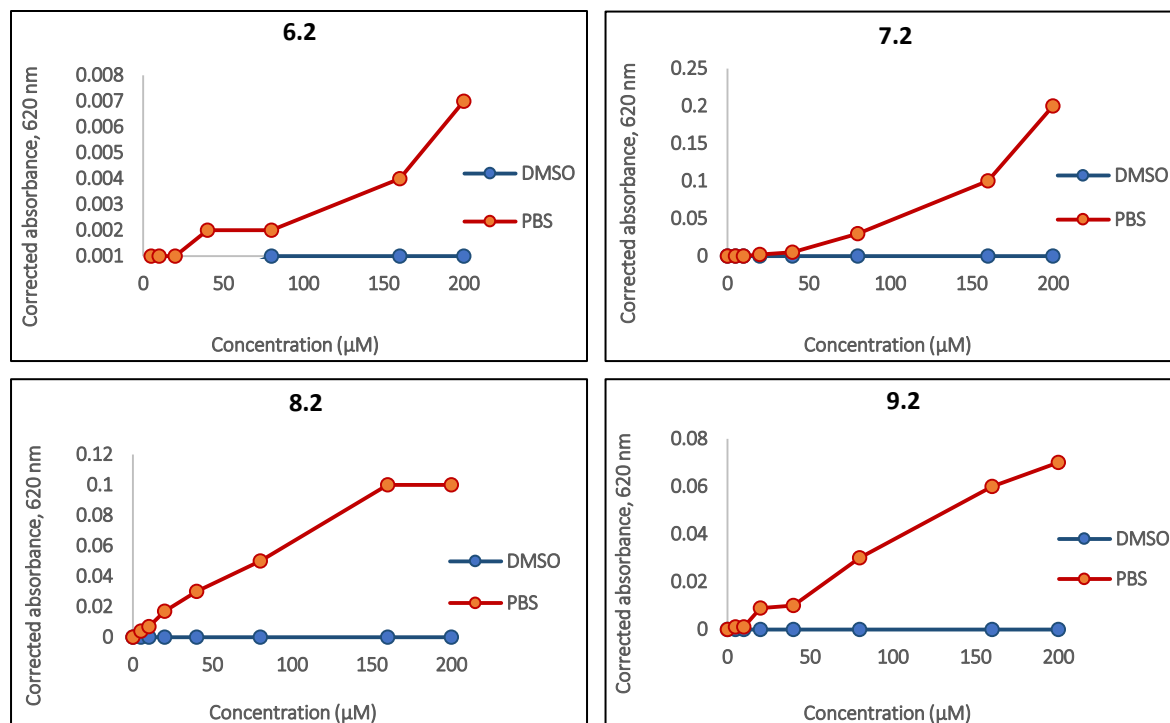 6.2
Corrected absorbance, 620 nm
0.008
0.007
0.006
0.005
0.004
0.003
0.002
0.001
0 50 100 150 200
Concentration (μM)
DMSO
PBS
7.2
Corrected absorbance, 620 nm
0.25
0.2
0.15
0.1
0.05
0
0 50 100 150 200
Concentration (μM)
DMSO
PBS
8.2
Corrected absorbance, 620 nm
0.12
0.1
0.08
0.06
0.04
0.02
0
0 50 100 150 200
Concentration (μM)
DMSO
PBS
9.2
Corrected absorbance, 620 nm
0.08
0.06
0.04
0.02
0
0 50 100 150 200
Concentration (μM)
DMSO
PBS